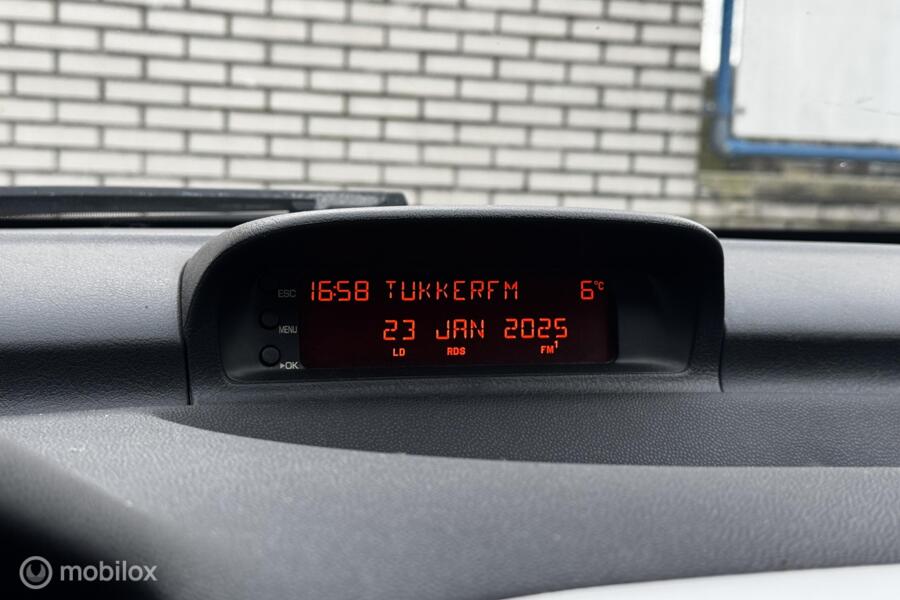 ESC 16:58 TUKKERFM 6°C
MENU 23 JAN 2025
▸OK LD RDS FM1
mobilox